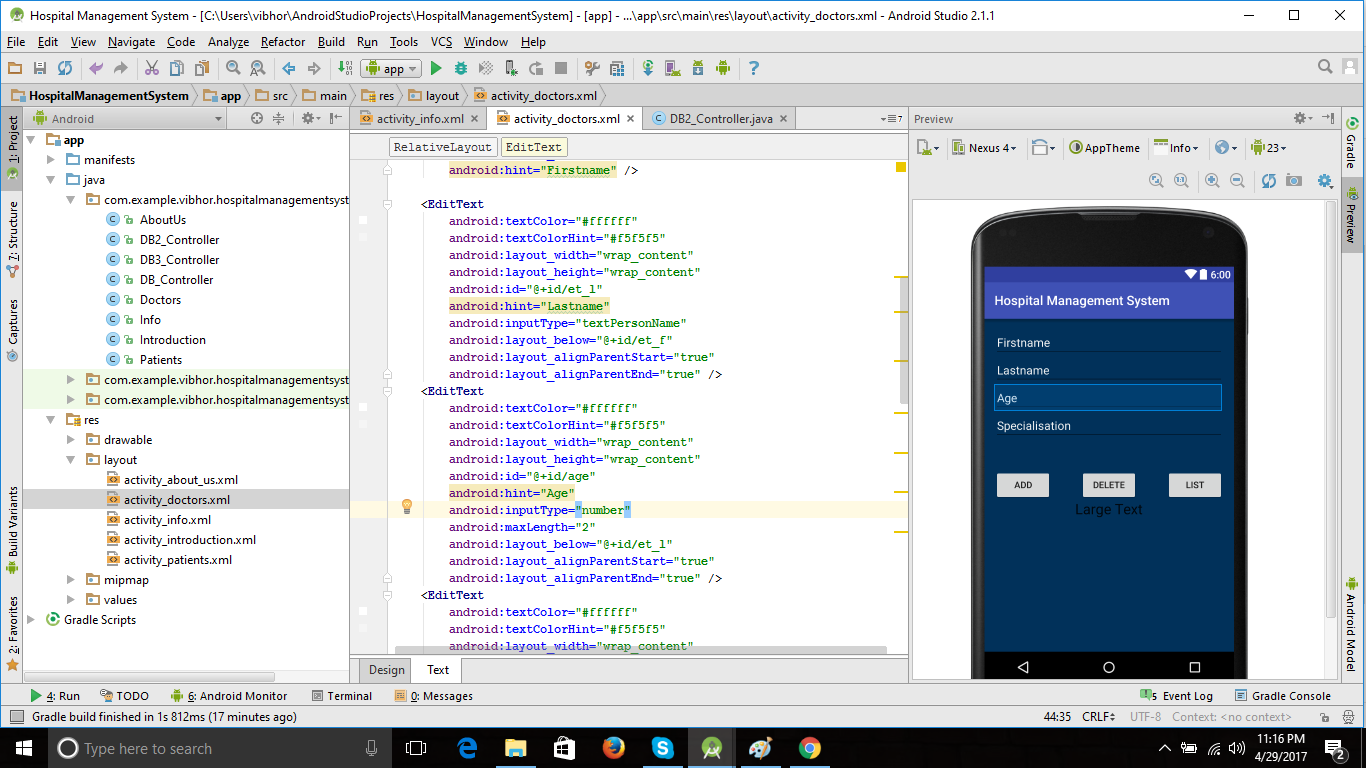 Hospital Management System - [C:\Users\vibhor\AndroidStudioProjects\HospitalManagementSystem] - [app] - ...\app\src\main\res\layout\activity_doctors.xml - Android Studio 2.1.1
File Edit View Navigate Code Analyze Refactor Build Run Tools VCS Window Help
app
HospitalManagementSystem app src main res layout activity_doctors.xml
1: Project
7: Structure
Captures
Build Variants
2: Favorites
Android
app
manifests
java
com.example.vibhor.hospitalmanagementsyst
AboutUs
DB2_Controller
DB3_Controller
DB_Controller
Doctors
Info
Introduction
Patients
com.example.vibhor.hospitalmanagementsyst
com.example.vibhor.hospitalmanagementsyst
res
drawable
layout
activity_about_us.xml
activity_doctors.xml
activity_info.xml
activity_introduction.xml
activity_patients.xml
mipmap
values
Gradle Scripts
activity_info.xml activity_doctors.xml DB2_Controller.java 7
RelativeLayout EditText
android:hint="Firstname" />
<EditText
android:textColor="#ffffff"
android:textColorHint="#f5f5f5"
android:layout_width="wrap_content"
android:layout_height="wrap_content"
android:id="@+id/et_l"
android:hint="Lastname"
android:inputType="textPersonName"
android:layout_below="@+id/et_f"
android:layout_alignParentStart="true"
android:layout_alignParentEnd="true" />
<EditText
android:textColor="#ffffff"
android:textColorHint="#f5f5f5"
android:layout_width="wrap_content"
android:layout_height="wrap_content"
android:id="@+id/age"
android:hint="Age"
android:inputType="number"
android:maxLength="2"
android:layout_below="@+id/et_l"
android:layout_alignParentStart="true"
android:layout_alignParentEnd="true" />
<EditText
android:textColor="#ffffff"
android:textColorHint="#f5f5f5"
android:layout_width="wrap_content"
Design Text
Preview
Nexus 4 AppTheme Info 23
6:00
Hospital Management System
Firstname
Lastname
Age
Specialisation
ADD DELETE LIST
Large Text
Gradle
Preview
Android Model
4: Run TODO 6: Android Monitor Terminal 0: Messages 5 Event Log Gradle Console
Gradle build finished in 1s 812ms (17 minutes ago) 44:35 CRLF UTF-8 Context: <no context>
Type here to search
11:16 PM
4/29/2017
2